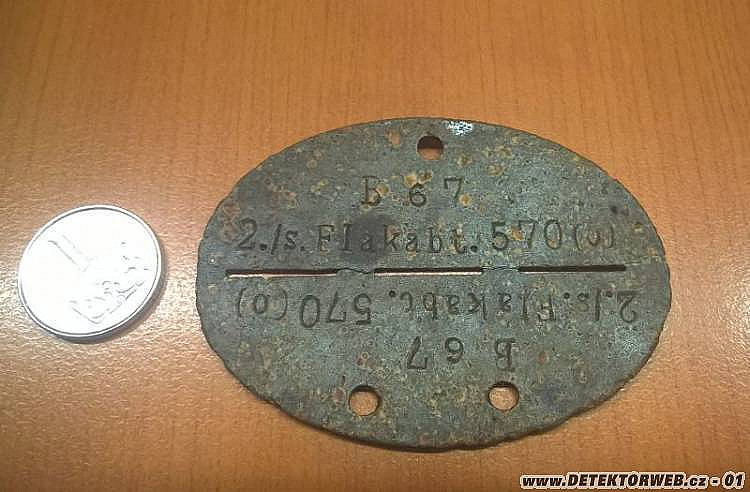 B 67
2./s. Flakabt. 570(o)
2./s. Flakabt. 570(o)
B 67
www.DETEKTORWEB.cz - 01